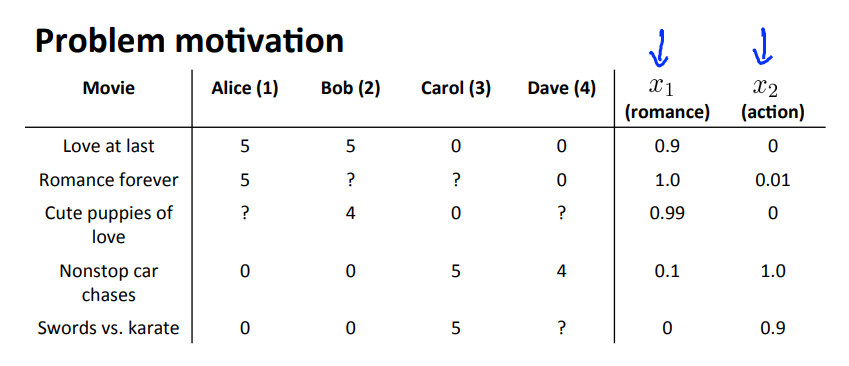 Problem motivation
Movie Alice (1) Bob (2) Carol (3) Dave (4) x₁ (romance) x₂ (action)
Love at last 5 5 0 0 0.9 0
Romance forever 5 ? ? 0 1.0 0.01
Cute puppies of love ? 4 0 ? 0.99 0
Nonstop car chases 0 0 5 4 0.1 1.0
Swords vs. karate 0 0 5 ? 0 0.9